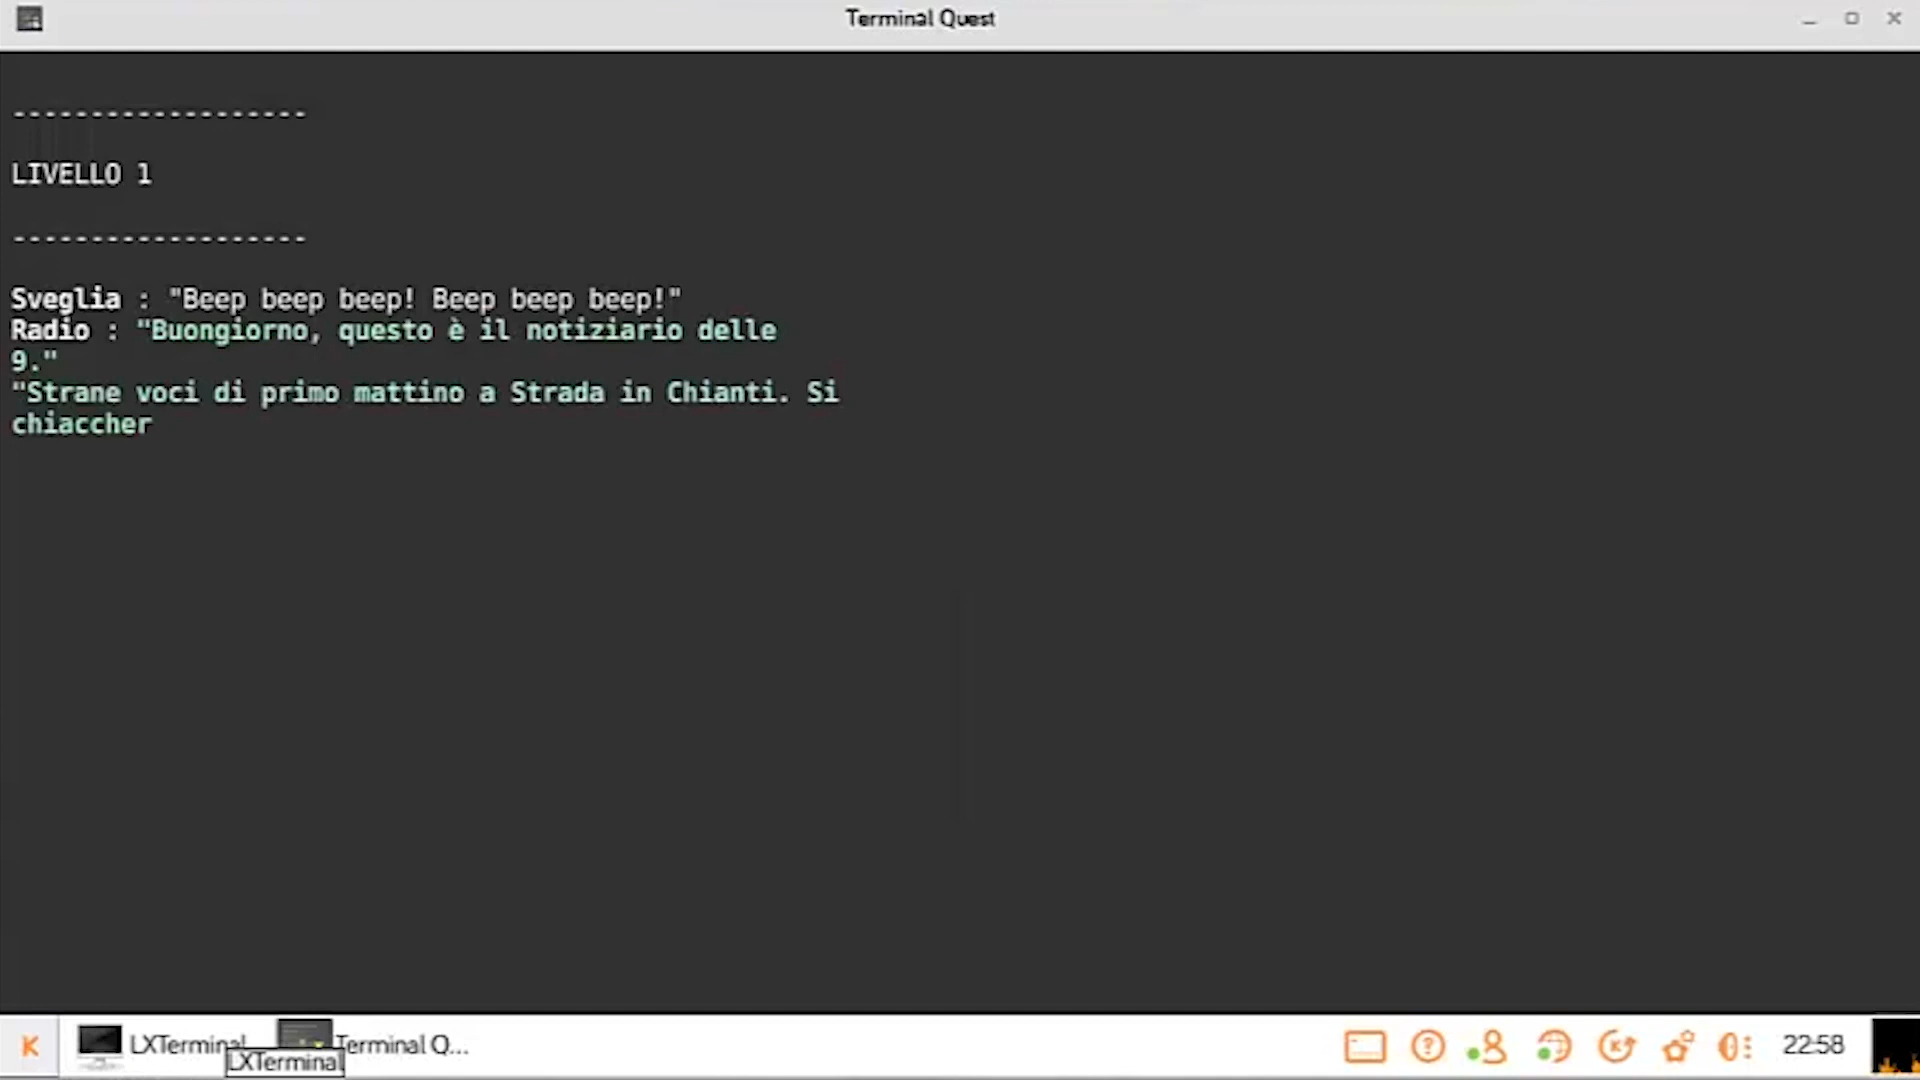 Terminal Quest
-------------------
LIVELLO 1
-------------------
Sveglia : "Beep beep beep! Beep beep beep!"
Radio : "Buongiorno, questo è il notiziario delle
9."
"Strane voci di primo mattino a Strada in Chianti. Si
chiaccher
K LXTerminal Terminal Q... 22:58
LXTerminal